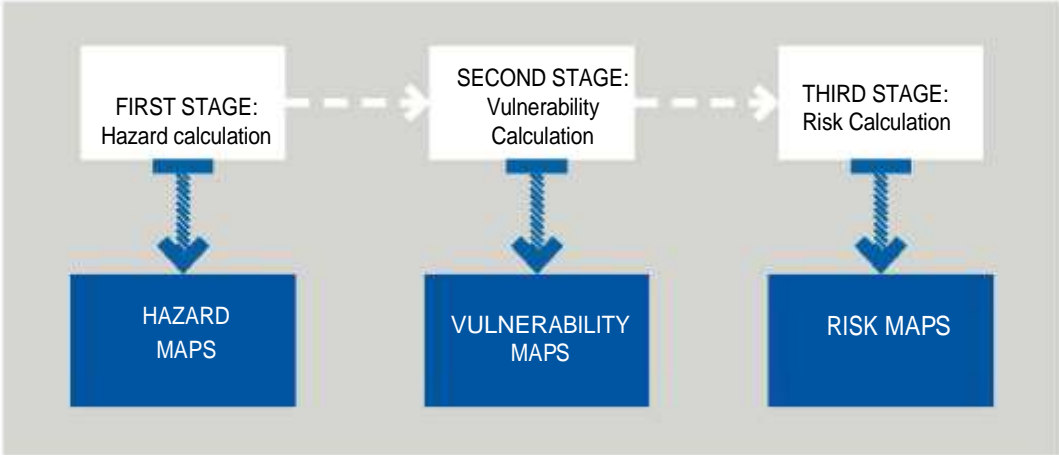 FIRST STAGE:
Hazard calculation
SECOND STAGE:
Vulnerability
Calculation
THIRD STAGE:
Risk Calculation
HAZARD
MAPS
VULNERABILITY
MAPS
RISK MAPS